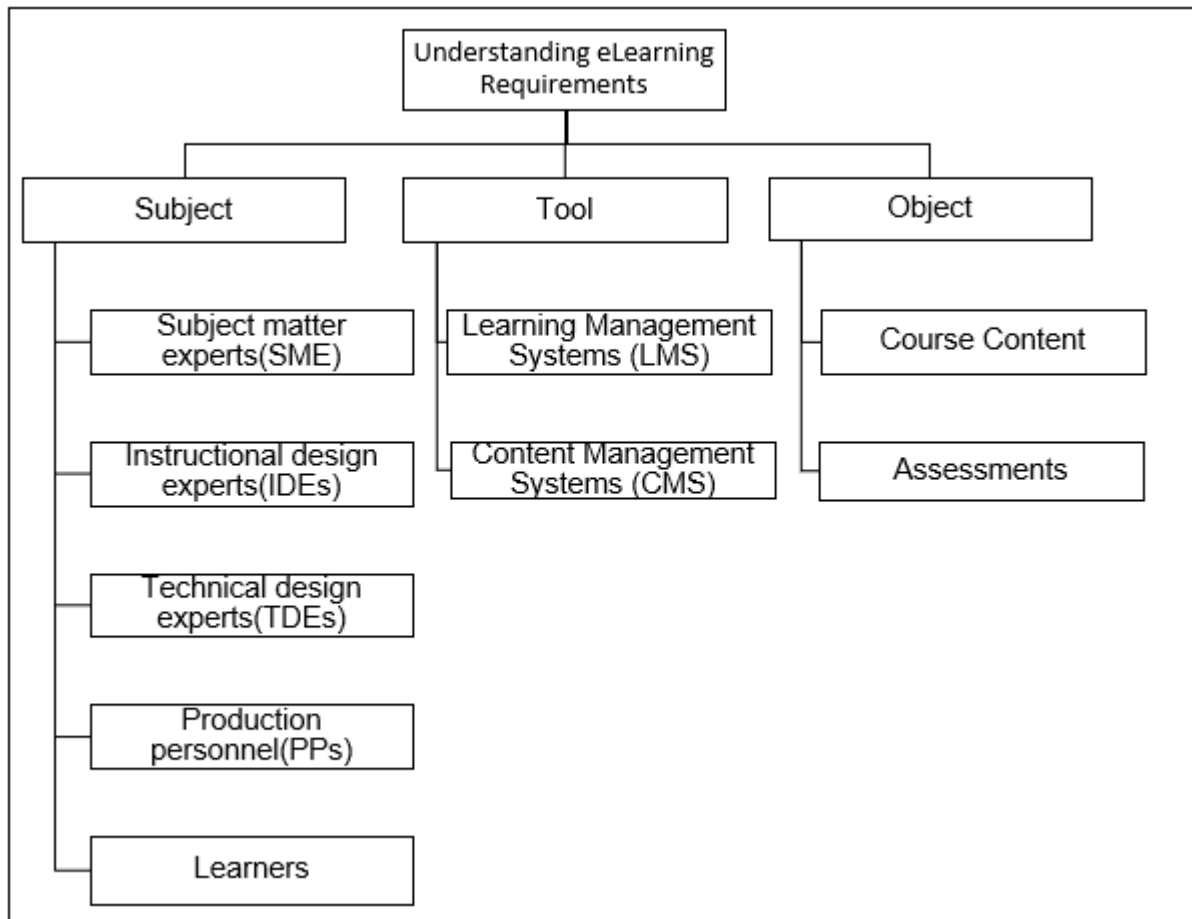 Understanding eLearning
Requirements
Subject
Tool
Object
Subject matter
experts(SME)
Instructional design
experts(IDEs)
Technical design
experts(TDEs)
Production
personnel(PPs)
Learners
Learning Management
Systems (LMS)
Content Management
Systems (CMS)
Course Content
Assessments